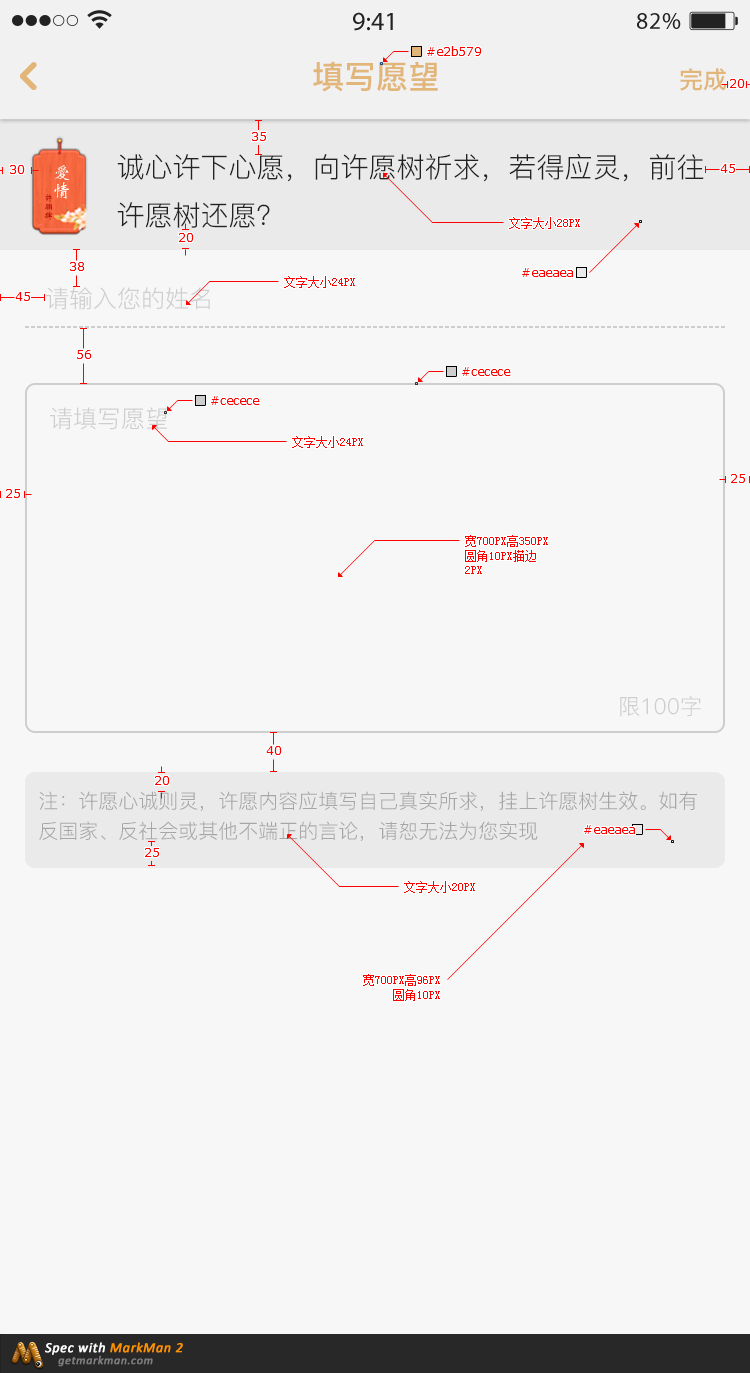 9:41
82%
#e2b579
填写愿望
完成
20
35
30
爱情
诚心许下心愿，向许愿树祈求，若得应灵，前往
45
许愿树还愿？
文字大小28PX
20
38
#eaeaea
文字大小24PX
45
请输入您的姓名
56
#cecece
#cecece
请填写愿望
文字大小24PX
25
25
宽700PX高350PX
圆角10PX描边
2PX
限100字
40
20
注：许愿心诚则灵，许愿内容应填写自己真实所求，挂上许愿树生效。如有
反国家、反社会或其他不端正的言论，请恕无法为您实现
#eaeaea
25
文字大小20PX
宽700PX高96PX
圆角10PX
Spec with MarkMan 2
getmarkman.com